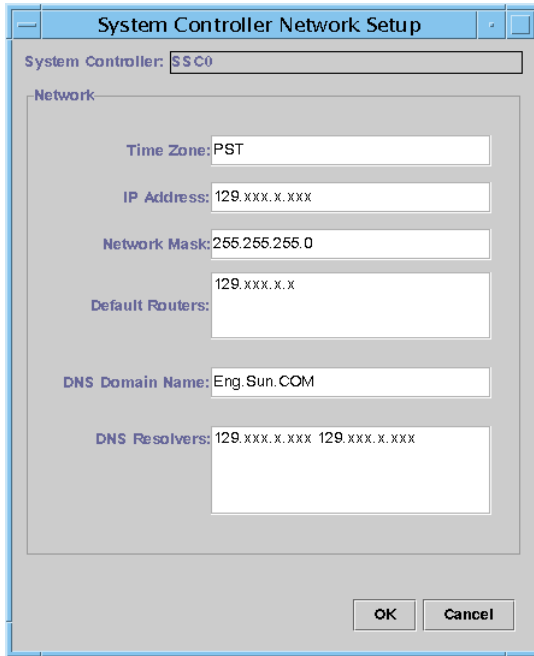 System Controller Network Setup
System Controller: SSC0
Network
Time Zone: PST
IP Address: 129.xxx.x.xxx
Network Mask: 255.255.255.0
Default Routers: 129.xxx.x.x
DNS Domain Name: Eng.Sun.COM
DNS Resolvers: 129.xxx.x.xxx 129.xxx.x.xxx
OK Cancel